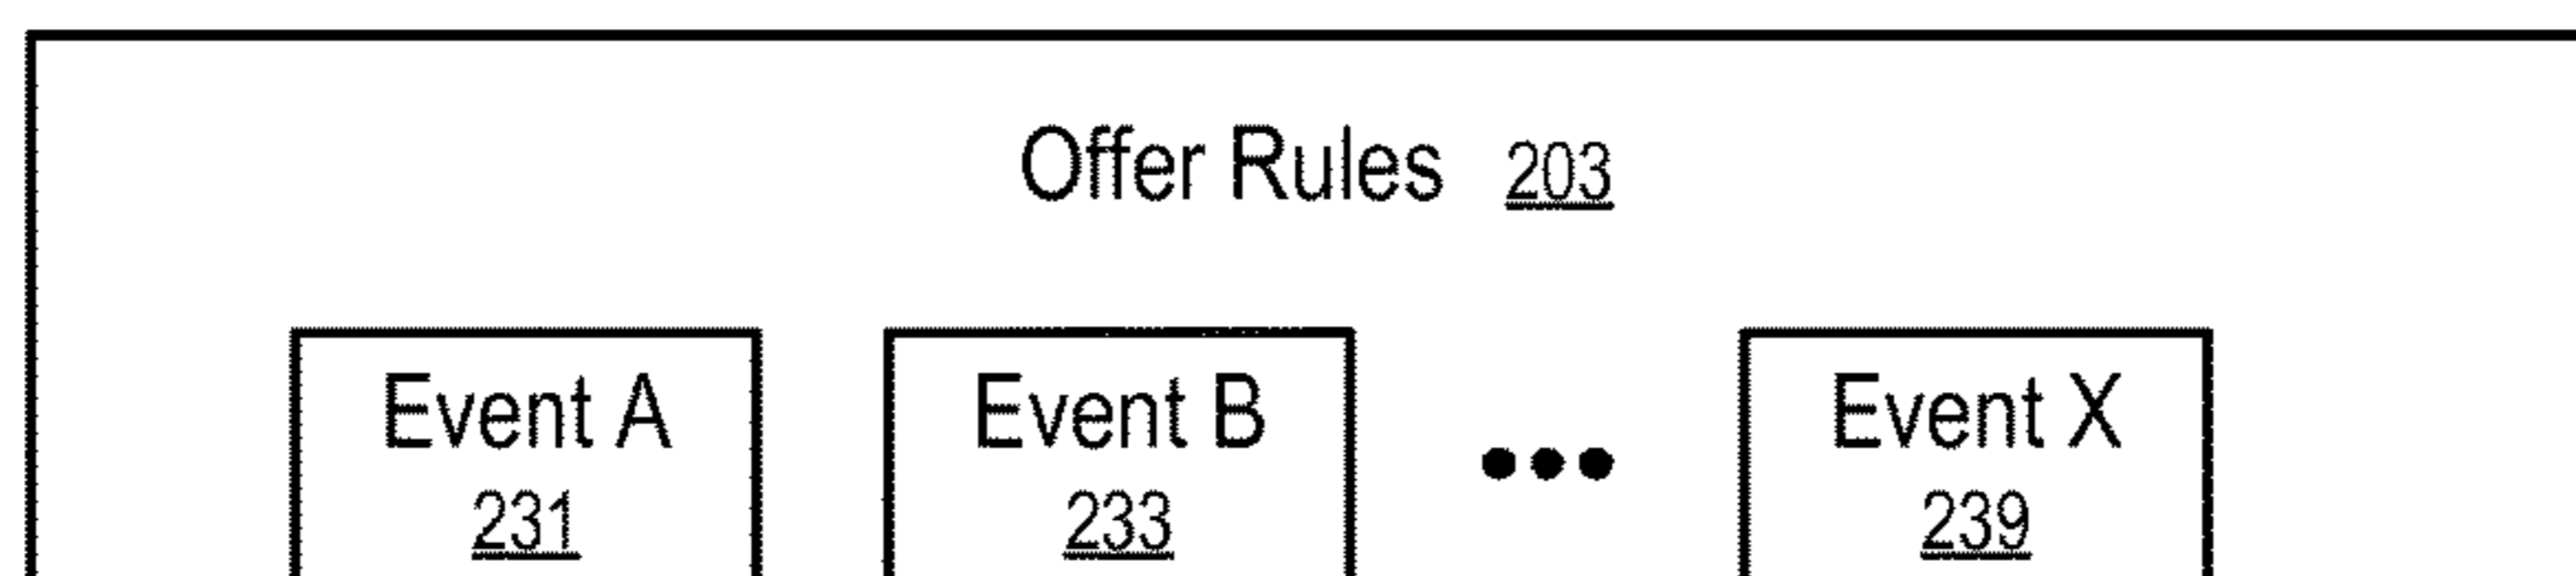 Offer Rules 203
Event A
231
Event B
233
•••
Event X
239